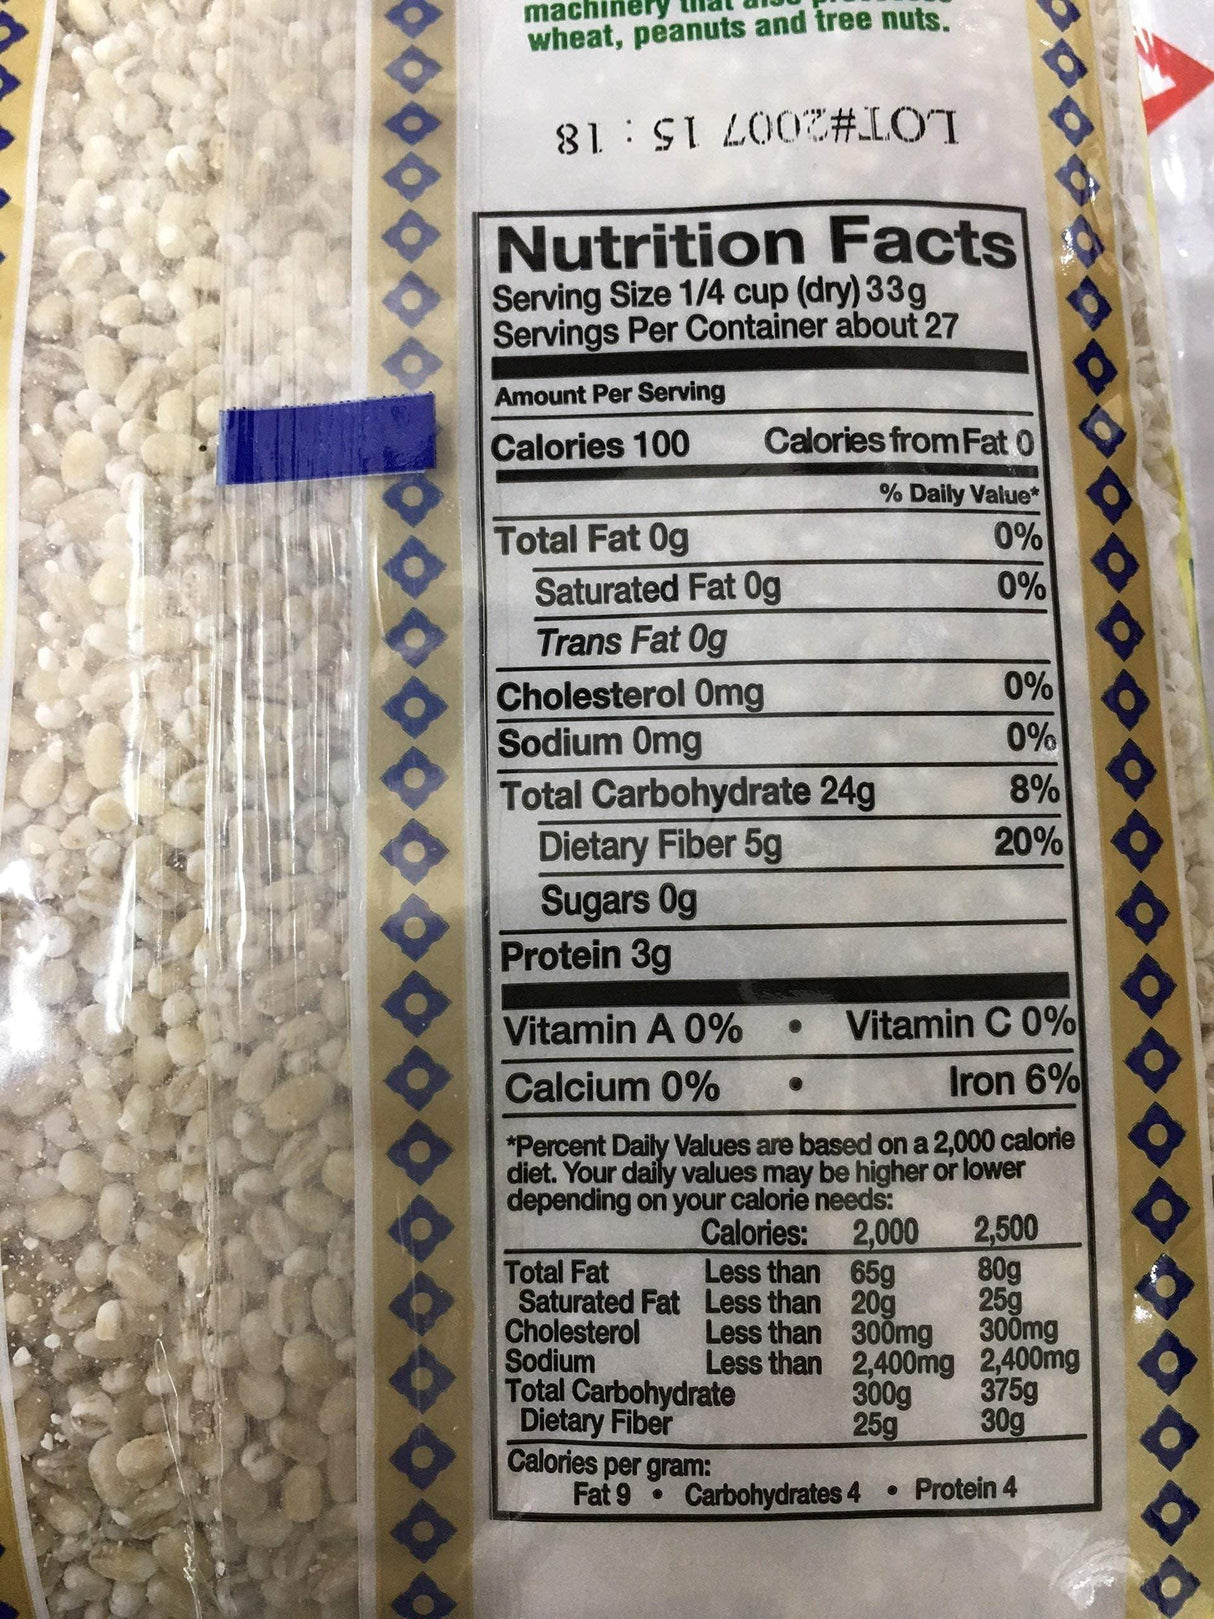 machinery that also
wheat, peanuts and tree nuts.
LOT#2007 15 : 18
Nutrition Facts
Serving Size 1/4 cup (dry) 33g
Servings Per Container about 27
Amount Per Serving
Calories 100 Calories from Fat 0
% Daily Value*
Total Fat 0g 0%
Saturated Fat 0g 0%
Trans Fat 0g
Cholesterol 0mg 0%
Sodium 0mg 0%
Total Carbohydrate 24g 8%
Dietary Fiber 5g 20%
Sugars 0g
Protein 3g
Vitamin A 0% • Vitamin C 0%
Calcium 0% • Iron 6%
*Percent Daily Values are based on a 2,000 calorie
diet. Your daily values may be higher or lower
depending on your calorie needs:
Calories: 2,000 2,500
Total Fat Less than 65g 80g
Saturated Fat Less than 20g 25g
Cholesterol Less than 300mg 300mg
Sodium Less than 2,400mg 2,400mg
Total Carbohydrate 300g 375g
Dietary Fiber 25g 30g
Calories per gram:
Fat 9 • Carbohydrates 4 • Protein 4